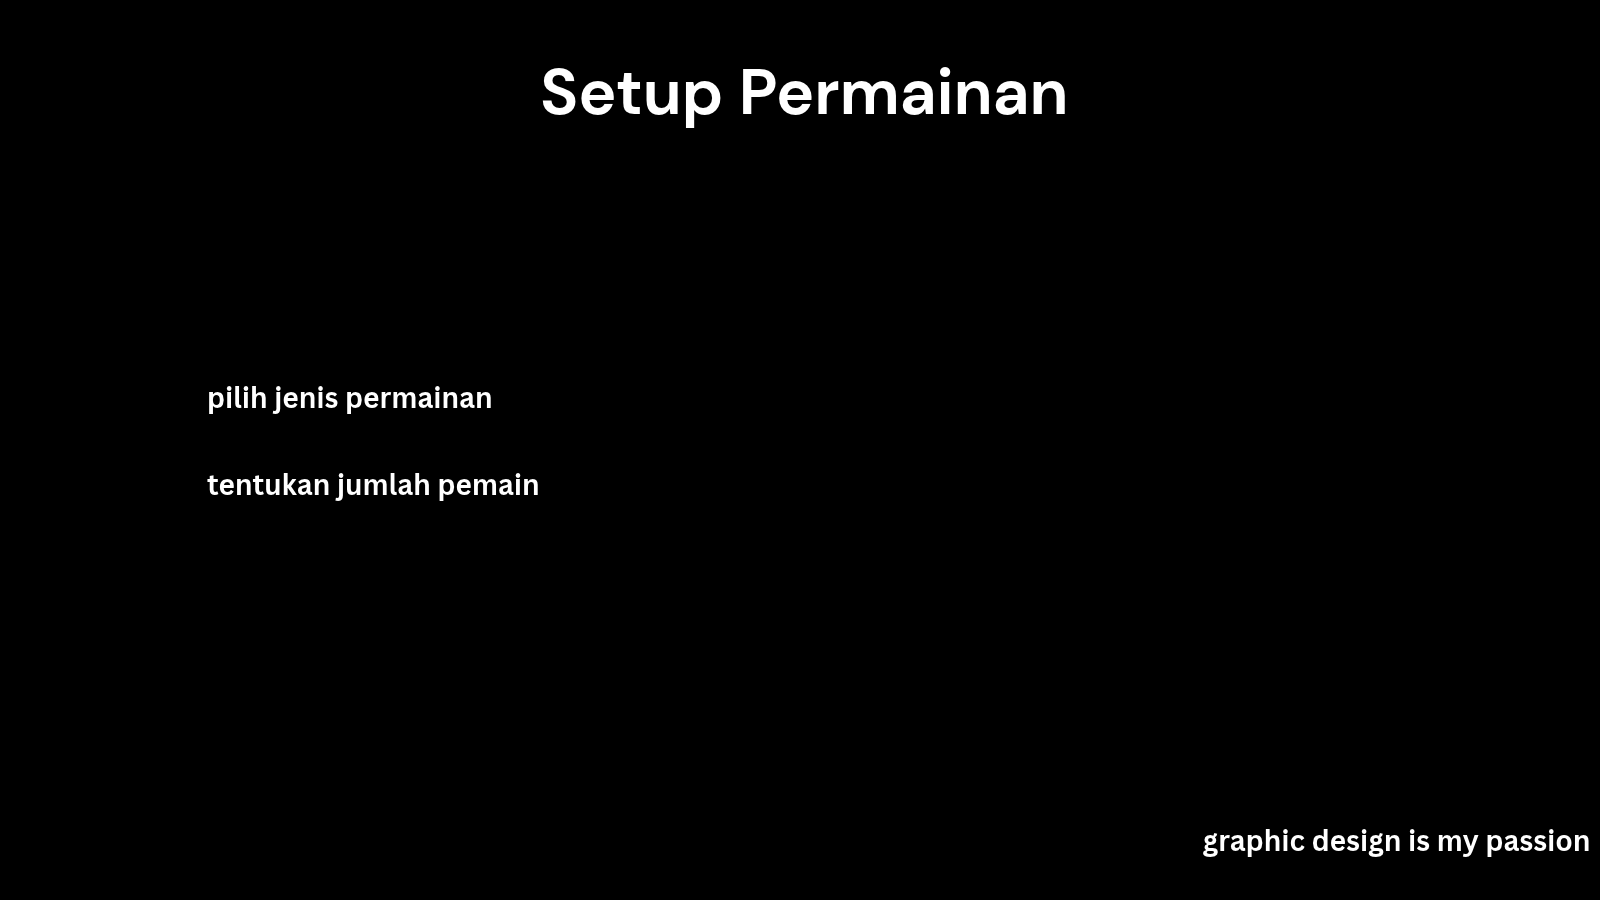 Setup Permainan
pilih jenis permainan
tentukan jumlah pemain
graphic design is my passion